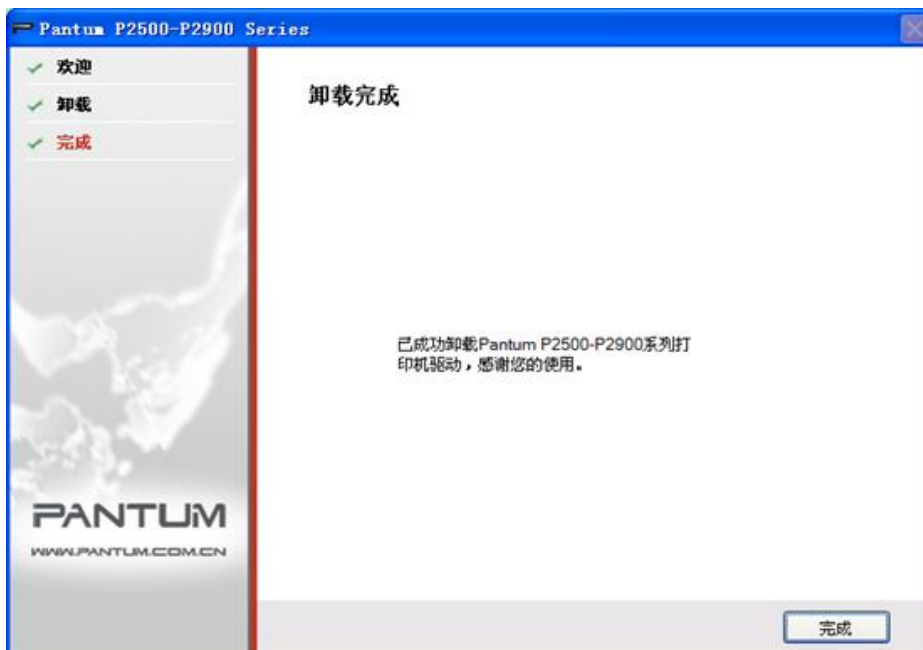 Pantum P2500-P2900 Series
欢迎
卸载
完成
卸载完成
已成功卸载Pantum P2500-P2900系列打
印机驱动，感谢您的使用。
PANTUM
WWW.PANTUM.COM.CN
完成